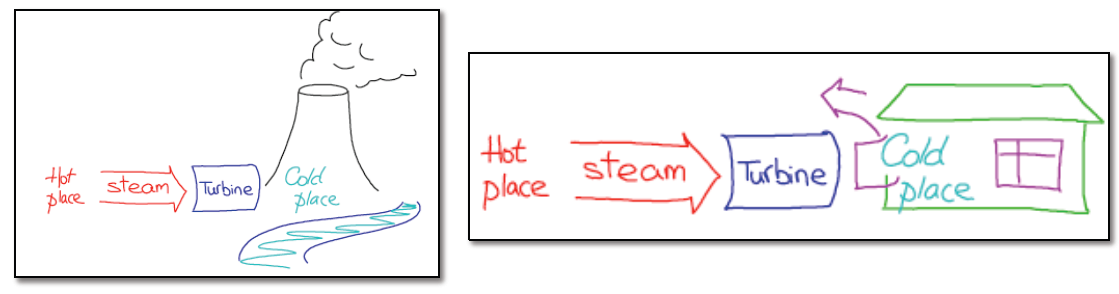 Hot
place
steam
Turbine
Cold
place
Hot
place
steam
Turbine
Cold
place